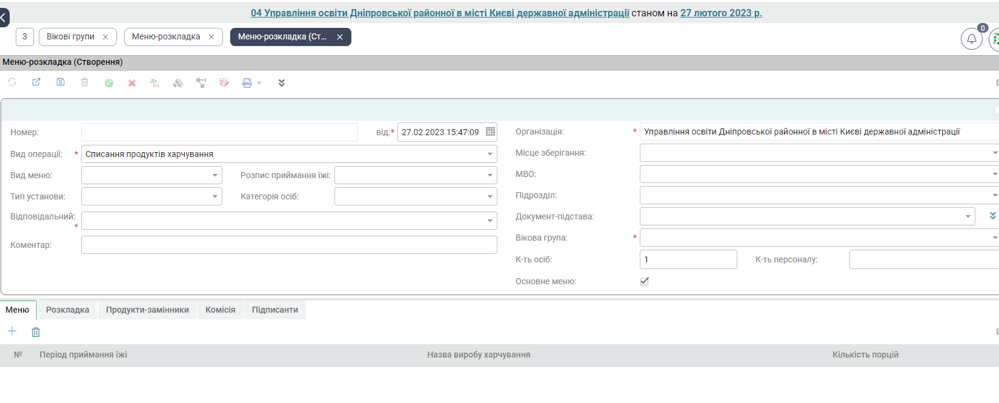 04 Управління освіти Дніпровської районної в місті Києві державної адміністрації станом на 27 лютого 2023 р.
3 Вікові групи Меню-розкладка Меню-розкладка (Ст... 0
Меню-розкладка (Створення)
Дт Кт
Номер: від:* 27.02.2023 15:47:09 Організація: * Управління освіти Дніпровської районної в місті Києві державної адміністрації
Вид операції: * Списання продуктів харчування Місце зберігання:
Вид меню: Розпис приймання їжі: МВО:
Тип установи: Категорія осіб: Підрозділ:
Відповідальний: * Документ-підстава:
Коментар: Вікова група: *
К-ть осіб: 1 К-ть персоналу:
Основне меню:
Меню Розкладка Продукти-замінники Комісія Підписанти
№ Період приймання їжі Назва виробу харчування Кількість порцій